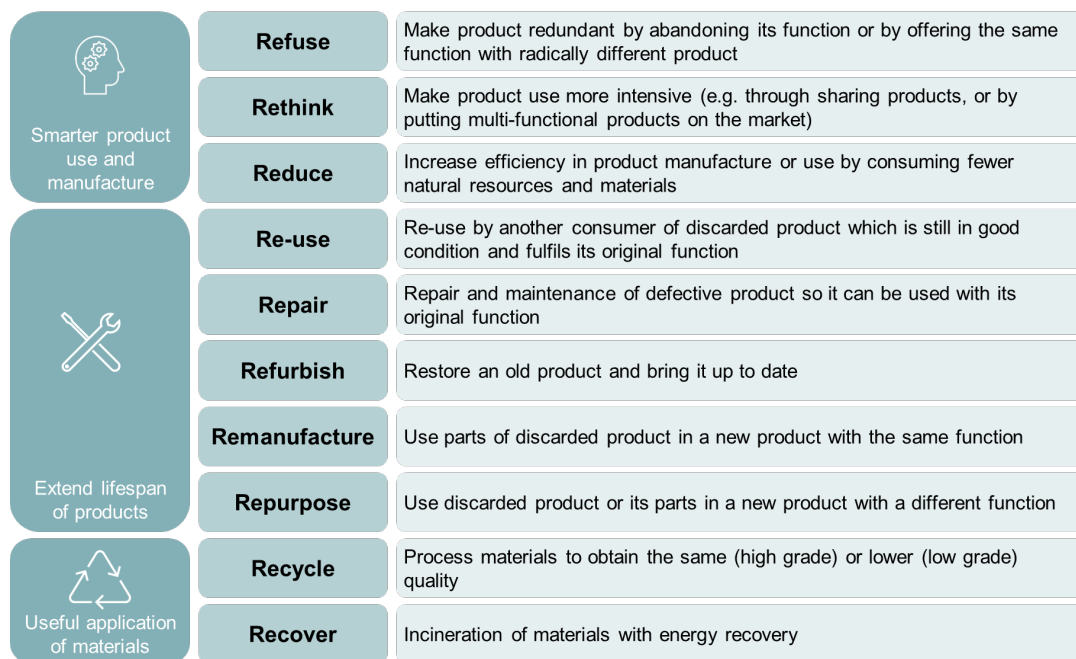 Smarter product
use and
manufacture
Refuse
Make product redundant by abandoning its function or by offering the same
function with radically different product
Rethink
Make product use more intensive (e.g. through sharing products, or by
putting multi-functional products on the market)
Reduce
Increase efficiency in product manufacture or use by consuming fewer
natural resources and materials
Extend lifespan
of products
Re-use
Re-use by another consumer of discarded product which is still in good
condition and fulfils its original function
Repair
Repair and maintenance of defective product so it can be used with its
original function
Refurbish
Restore an old product and bring it up to date
Remanufacture
Use parts of discarded product in a new product with the same function
Repurpose
Use discarded product or its parts in a new product with a different function
Useful application
of materials
Recycle
Process materials to obtain the same (high grade) or lower (low grade)
quality
Recover
Incineration of materials with energy recovery